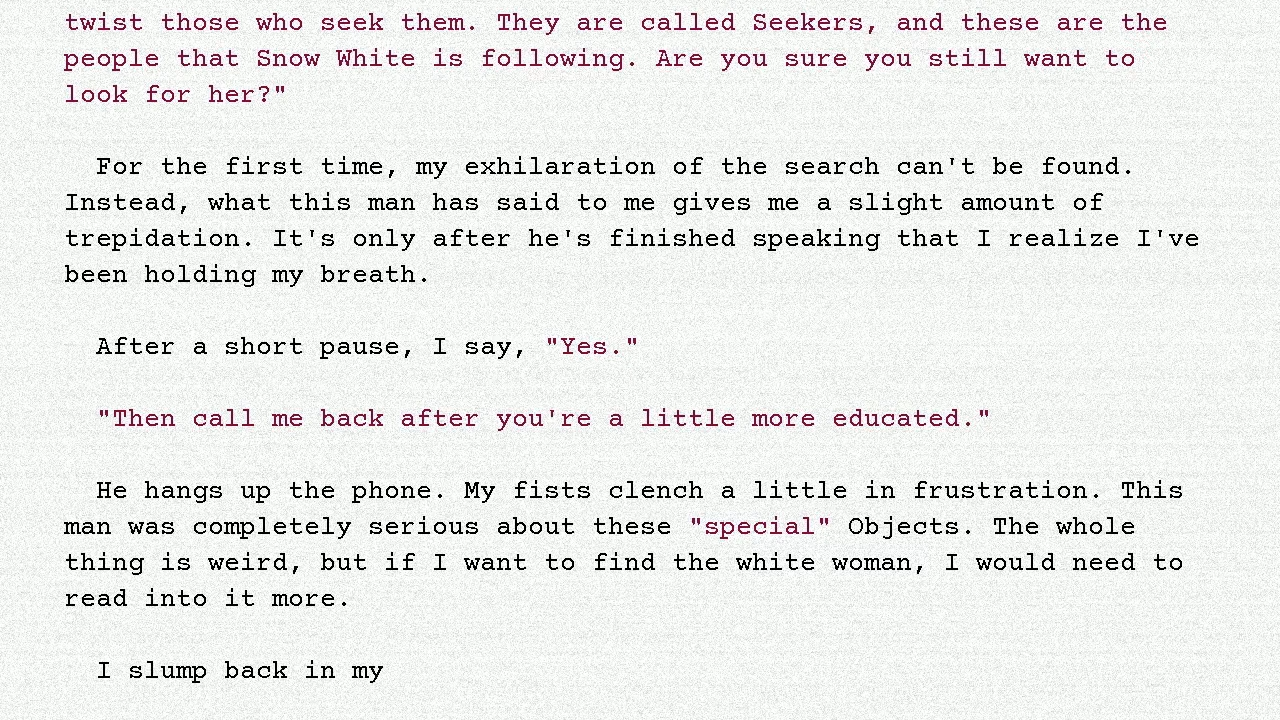 twist those who seek them. They are called Seekers, and these are the
people that Snow White is following. Are you sure you still want to
look for her?"
For the first time, my exhilaration of the search can't be found.
Instead, what this man has said to me gives me a slight amount of
trepidation. It's only after he's finished speaking that I realize I've
been holding my breath.
After a short pause, I say, "Yes."
"Then call me back after you're a little more educated."
He hangs up the phone. My fists clench a little in frustration. This
man was completely serious about these "special" Objects. The whole
thing is weird, but if I want to find the white woman, I would need to
read into it more.
I slump back in my